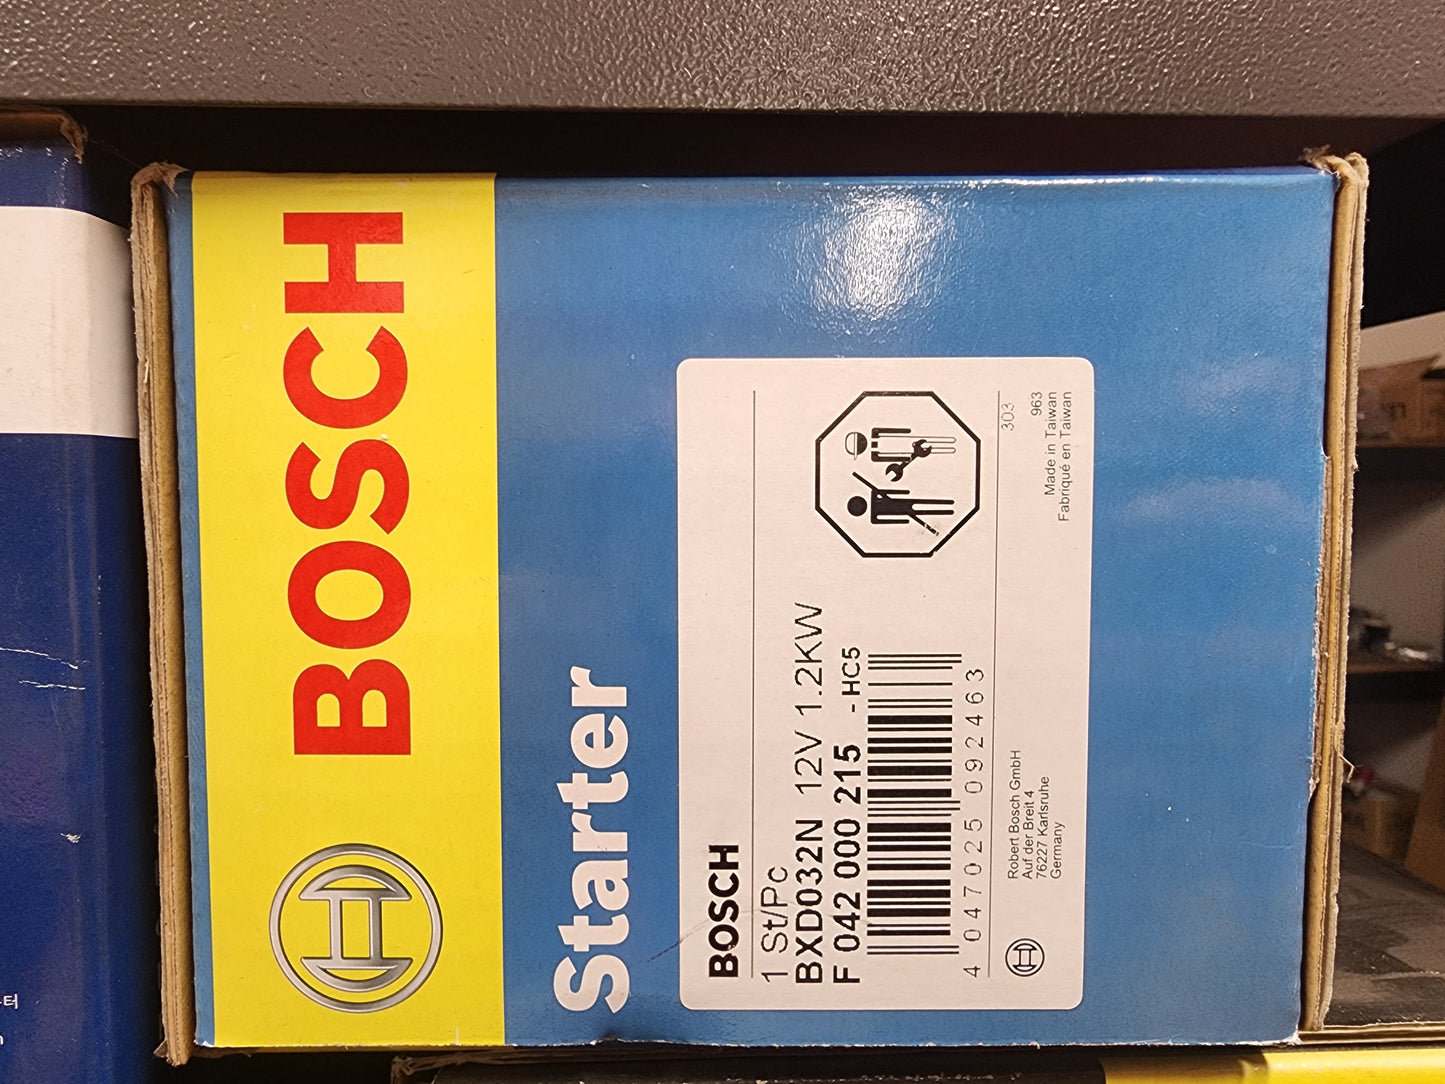 BOSCH
Starter
BOSCH
1 St/Pc
BXD032N 12V 1.2KW
F 042 000 215 - HC5
4 047025 092463
303
Robert Bosch GmbH
Auf der Breit 4
76227 Karlsruhe
Germany
963
Made in Taiwan
Fabriqué en Taiwan
터